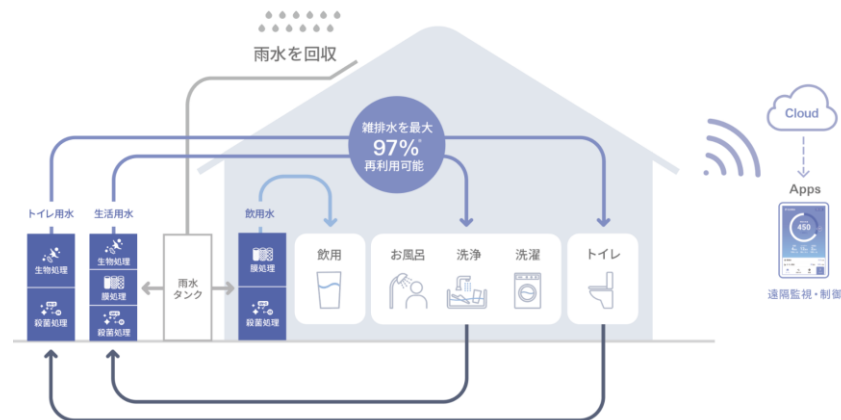 雨水を回収
雑排水を最大
97%*
再利用可能
Cloud
Apps
450
遠隔監視・制御
トイレ用水
生物処理
殺菌処理
生活用水
生物処理
膜処理
殺菌処理
雨水
タンク
飲用水
膜処理
殺菌処理
飲用
お風呂
洗浄
洗濯
トイレ